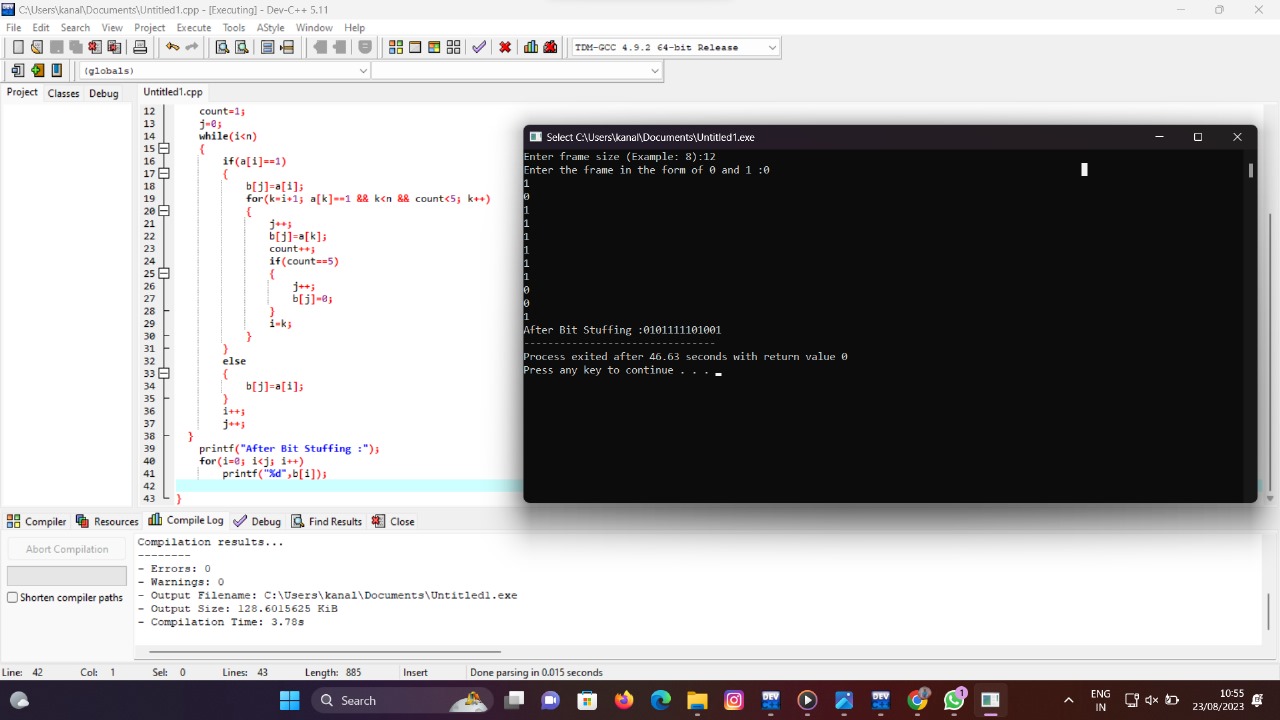 C:\Users\kanal\Documents\Untitled1.cpp - [Executing] - Dev-C++ 5.11
File Edit Search View Project Execute Tools AStyle Window Help
TDM-GCC 4.9.2 64-bit Release
(globals)
Project Classes Debug
Untitled1.cpp
12 count=1;
13 j=0;
14 while(i<n)
15 {
16 if(a[i]==1)
17 {
18 b[j]=a[i];
19 for(k=i+1; a[k]==1 && k<n && count<5; k++)
20 {
21 j++;
22 b[j]=a[k];
23 count++;
24 if(count==5)
25 {
26 j++;
27 b[j]=0;
28 }
29 i=k;
30 }
31 }
32 else
33 {
34 b[j]=a[i];
35 }
36 i++;
37 j++;
38 }
39 printf("After Bit Stuffing :");
40 for(i=0; i<j; i++)
41 printf("%d",b[i]);
42
43 }
Select C:\Users\kanal\Documents\Untitled1.exe
Enter frame size (Example: 8):12
Enter the frame in the form of 0 and 1 :0
1
0
1
1
1
1
1
1
0
0
1
After Bit Stuffing :0101111101001
--------------------------------
Process exited after 46.63 seconds with return value 0
Press any key to continue . . .
Compiler Resources Compile Log Debug Find Results Close
Abort Compilation
Shorten compiler paths
Compilation results...
--------
- Errors: 0
- Warnings: 0
- Output Filename: C:\Users\kanal\Documents\Untitled1.exe
- Output Size: 128.6015625 KiB
- Compilation Time: 3.78s
Line: 42 Col: 1 Sel: 0 Lines: 43 Length: 885 Insert Done parsing in 0.015 seconds
Search
DEV
DEV
1
ENG
IN
10:55
23/08/2023